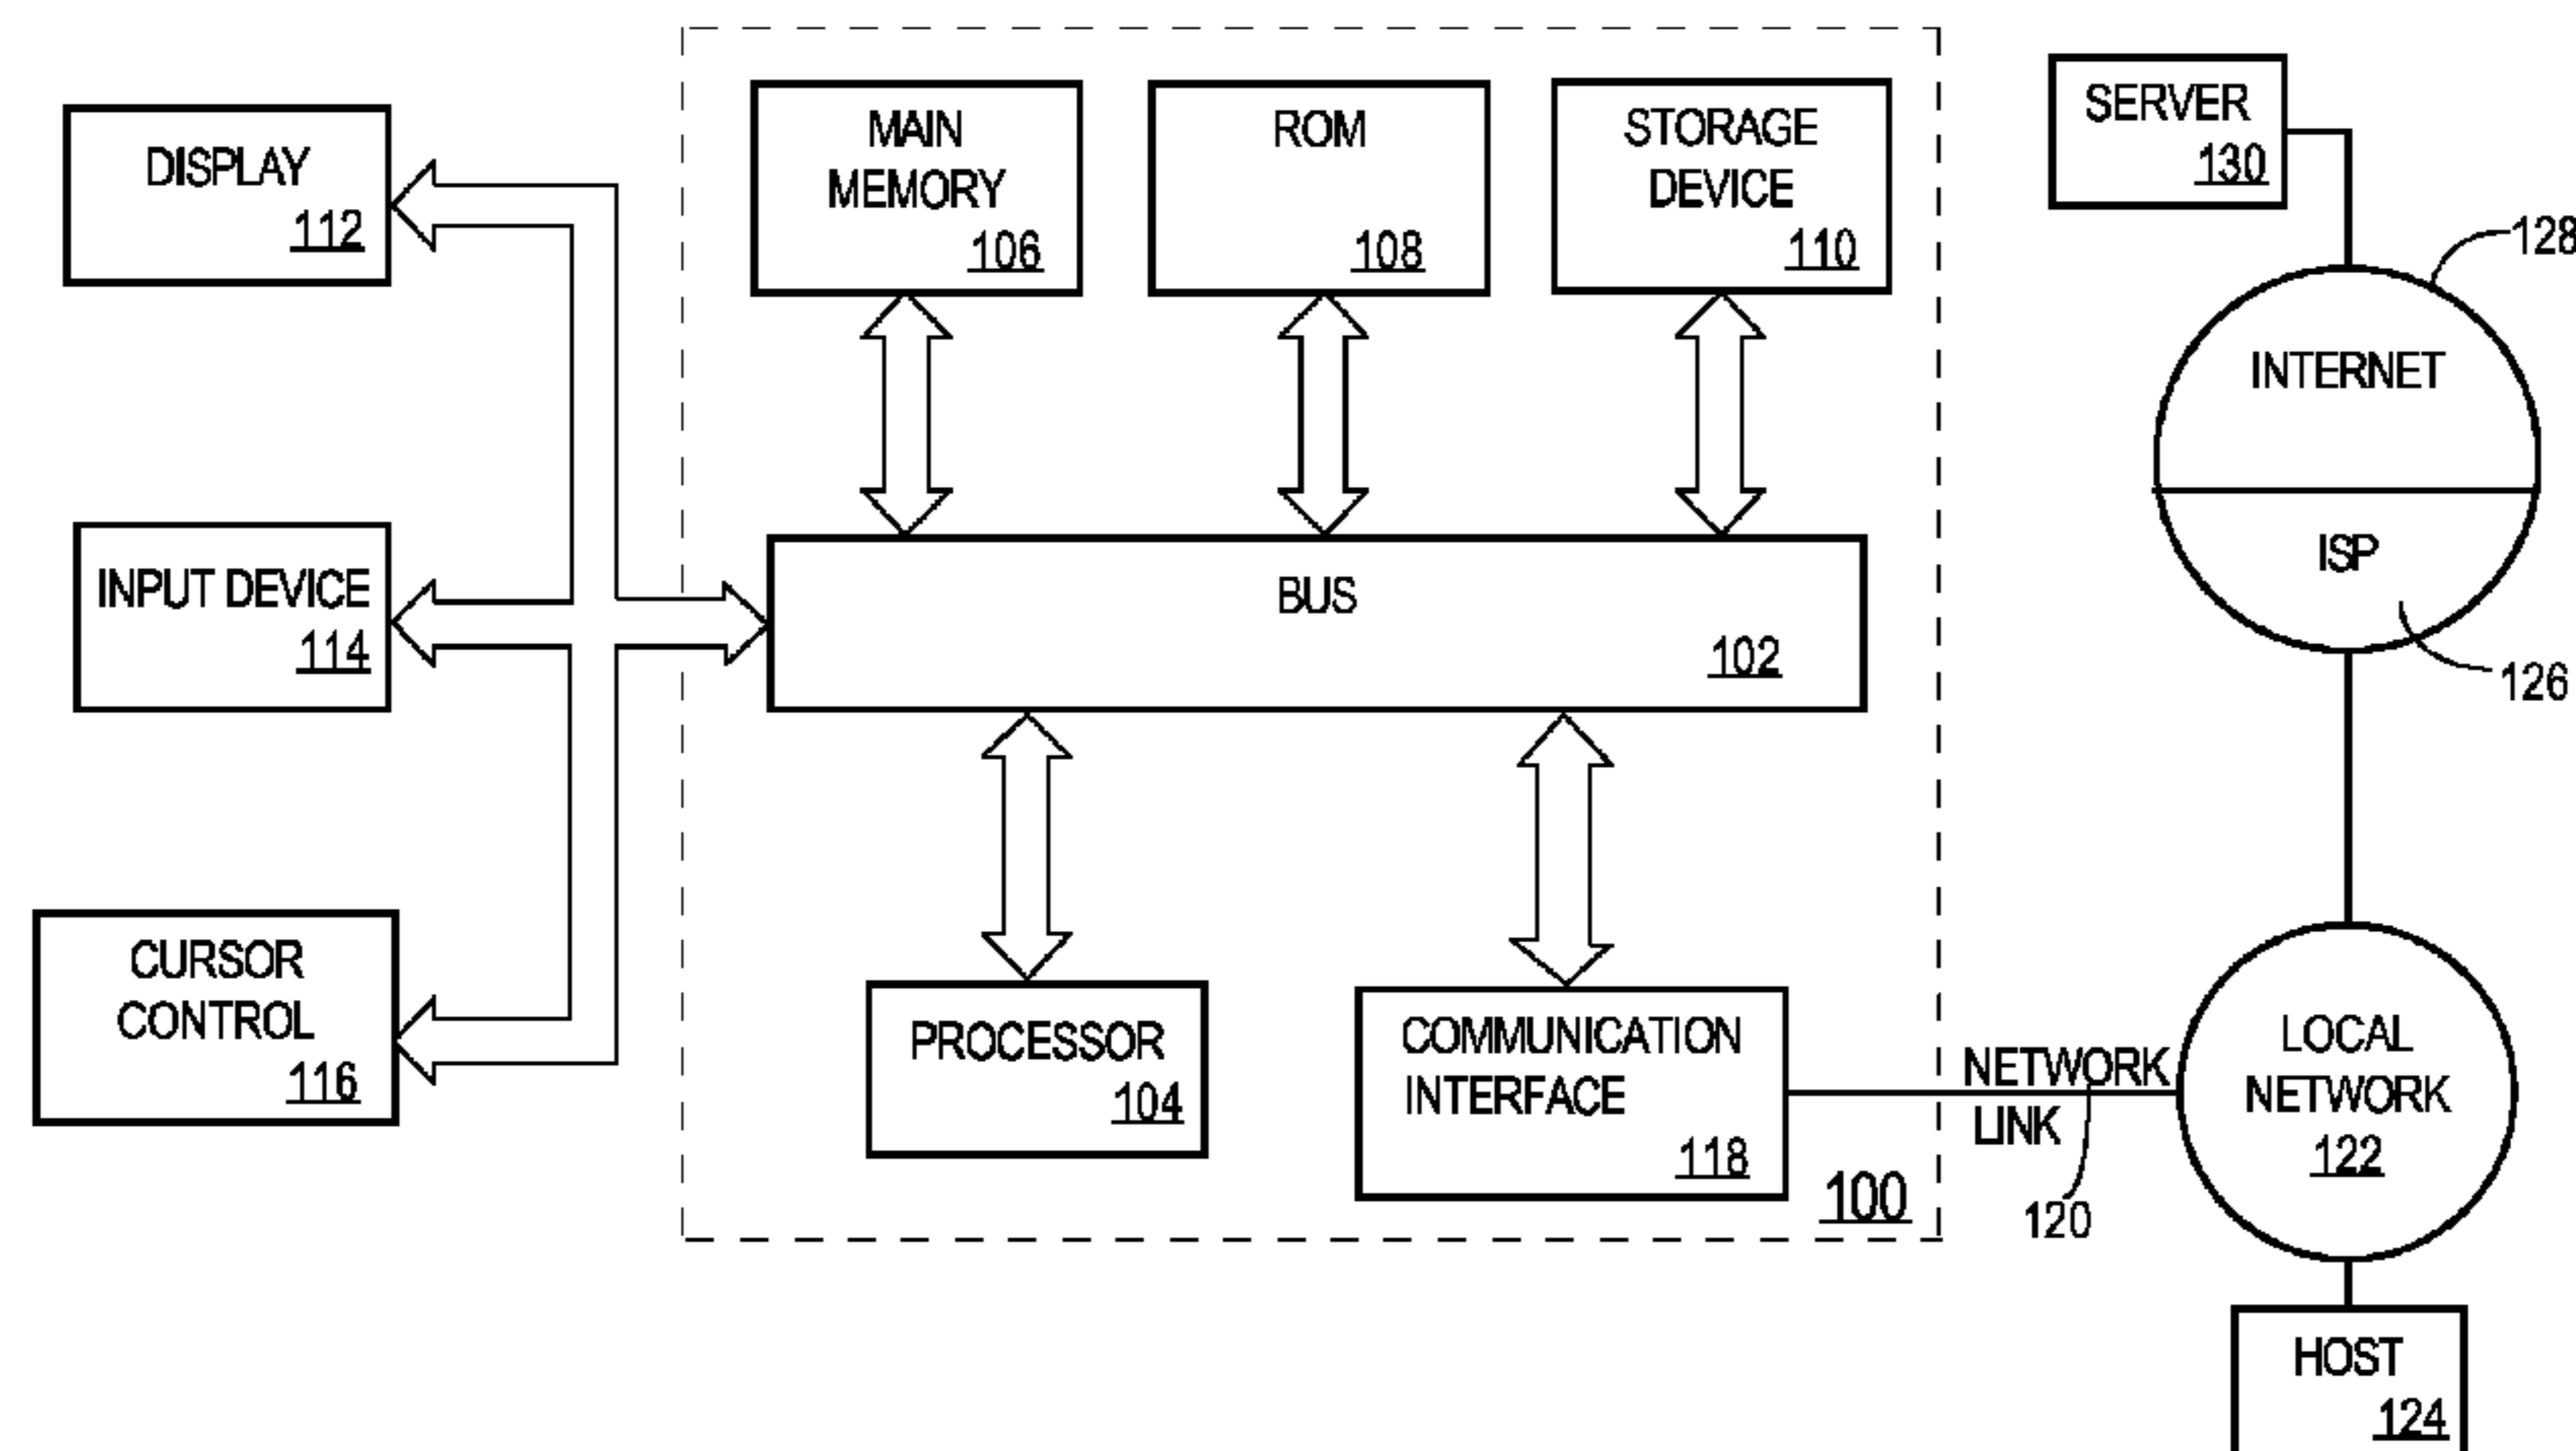 DISPLAY
112
INPUT DEVICE
114
CURSOR
CONTROL
116
MAIN
MEMORY
106
ROM
108
STORAGE
DEVICE
110
BUS
102
PROCESSOR
104
COMMUNICATION
INTERFACE
118
100
NETWORK
LINK
120
SERVER
130
128
INTERNET
ISP
126
LOCAL
NETWORK
122
HOST
124